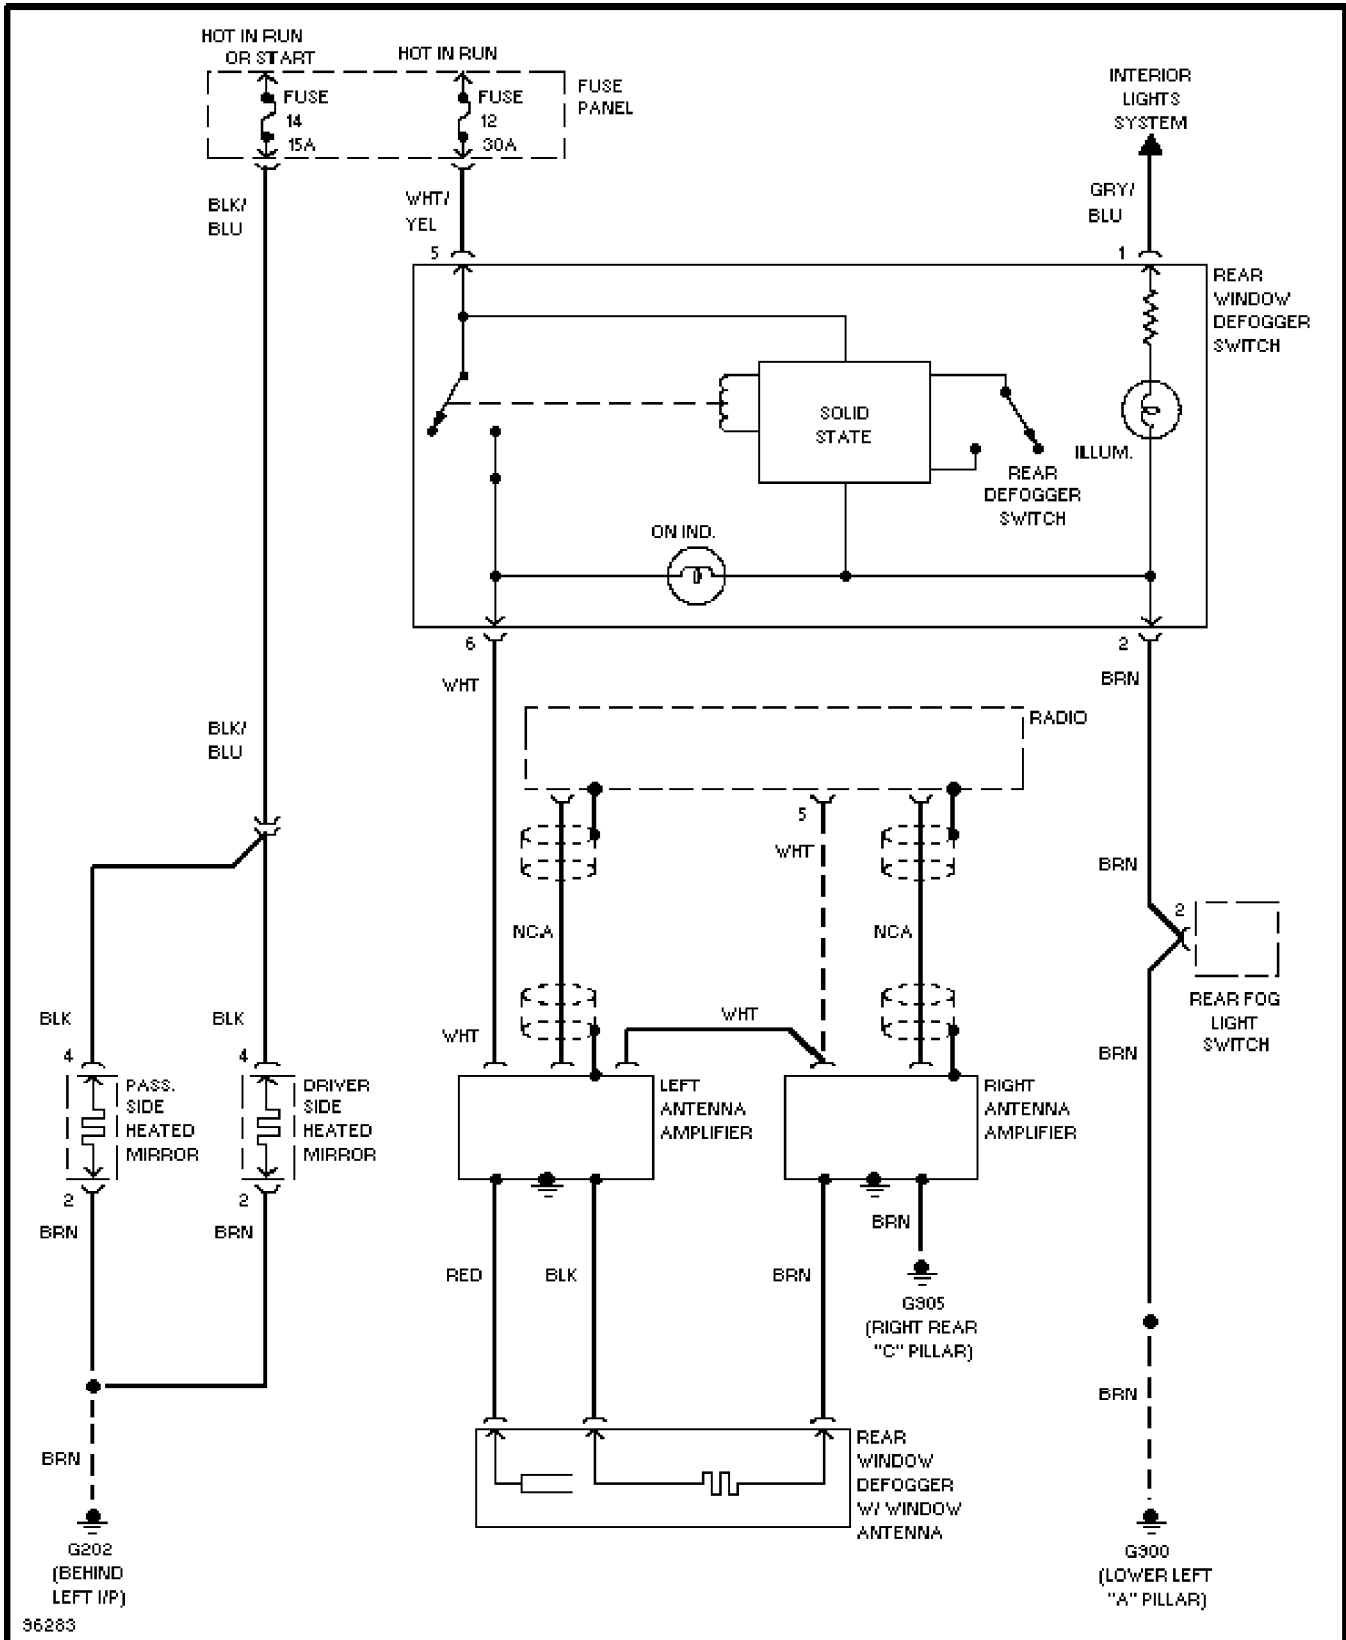 HOT IN RUN
OR START
HOT IN RUN
FUSE
14
15A
FUSE
12
30A
FUSE
PANEL
INTERIOR
LIGHTS
SYSTEM
BLK/
BLU
WHT/
YEL
GRY/
BLU
5
1
REAR
WINDOW
DEFOGGER
SWITCH
SOLID
STATE
ILLUM.
REAR
DEFOGGER
SWITCH
ON IND.
6
2
WHT
BRN
RADIO
BLK/
BLU
5
WHT
BRN
2
NCA
NCA
REAR FOG
LIGHT
SWITCH
BLK
BLK
WHT
WHT
BRN
4
4
PASS.
SIDE
HEATED
MIRROR
DRIVER
SIDE
HEATED
MIRROR
LEFT
ANTENNA
AMPLIFIER
RIGHT
ANTENNA
AMPLIFIER
2
2
BRN
BRN
BRN
RED
BLK
BRN
G905
(RIGHT REAR
"C" PILLAR)
BRN
BRN
REAR
WINDOW
DEFOGGER
W/ WINDOW
ANTENNA
G202
(BEHIND
LEFT I/P)
G900
(LOWER LEFT
"A" PILLAR)
96283